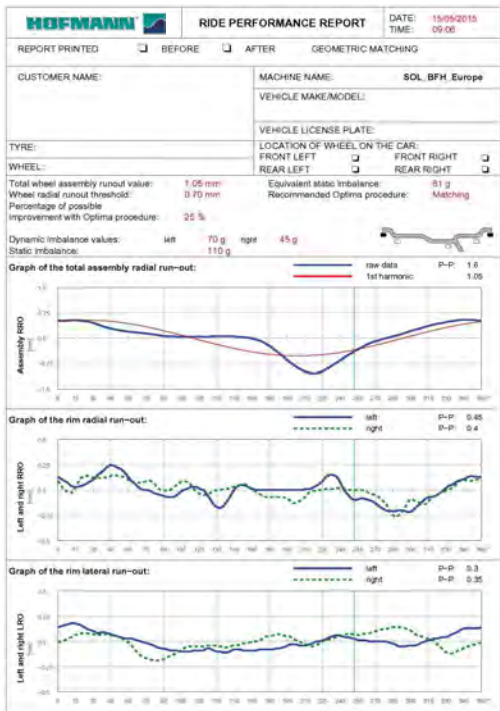 HOFMANN
RIDE PERFORMANCE REPORT
DATE: 15/05/2015
TIME: 09:06
REPORT PRINTED BEFORE AFTER GEOMETRIC MATCHING
CUSTOMER NAME:
MACHINE NAME: SOL_BFH_Europe
VEHICLE MAKE/MODEL:
VEHICLE LICENSE PLATE:
TYRE:
LOCATION OF WHEEL ON THE CAR:
FRONT LEFT FRONT RIGHT
WHEEL:
REAR LEFT REAR RIGHT
Total wheel assembly runout value: 1.05 mm
Equivalent static imbalance: 81 g
Wheel radial runout threshold: 0.70 mm
Recommended Optima procedure: Matching
Percentage of possible
improvement with Optima procedure: 25 %
Dynamic imbalance values: left 70 g right 45 g
Static imbalance: 110 g
Graph of the total assembly radial run-out:
raw data P-P: 1.6
1st harmonic 1.05
Assembly RRO
[mm]
Graph of the rim radial run-out:
left P-P: 0.45
right P-P: 0.4
Left and right RRO
[mm]
Graph of the rim lateral run-out:
left P-P: 0.3
right P-P: 0.35
Left and right LRO
[mm]